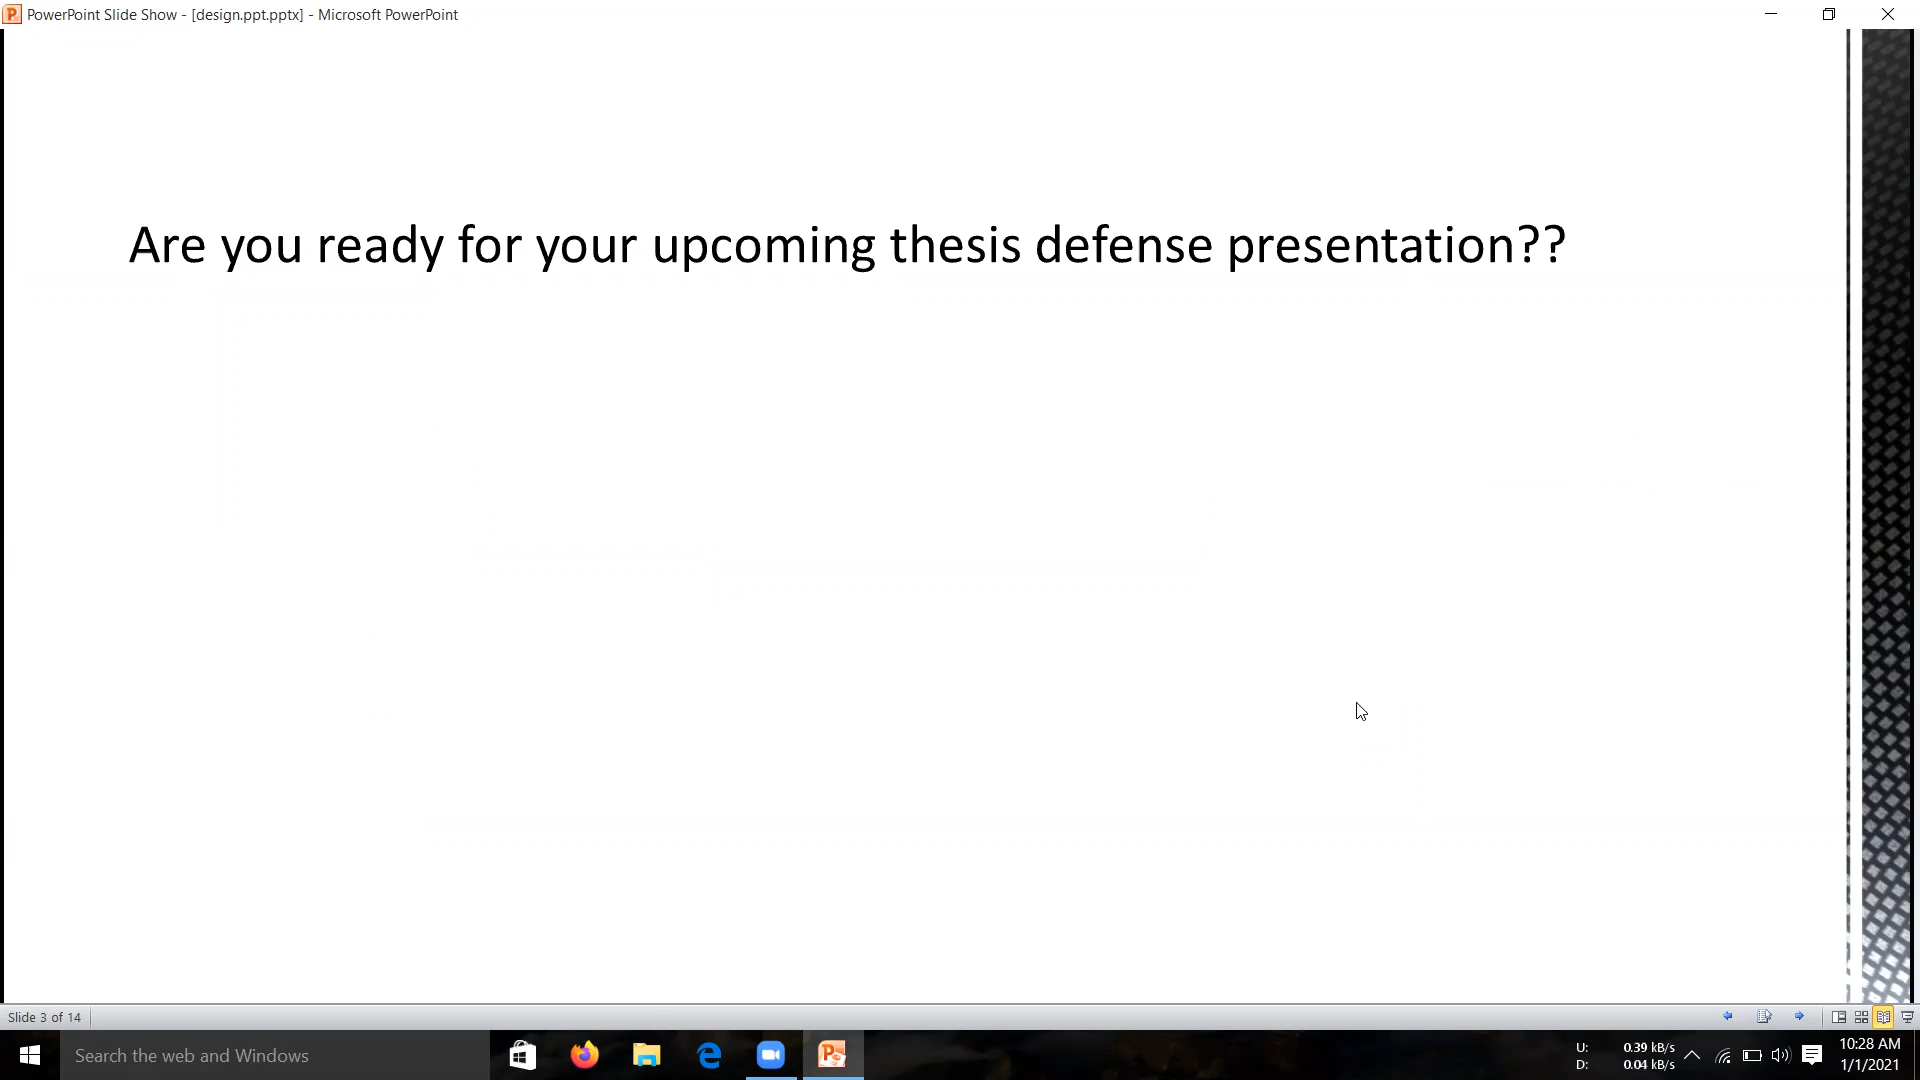 PowerPoint Slide Show - [design.ppt.pptx] - Microsoft PowerPoint
Are you ready for your upcoming thesis defense presentation??
Slide 3 of 14
Search the web and Windows
U: 0.39 kB/s
D: 0.04 kB/s
10:28 AM
1/1/2021